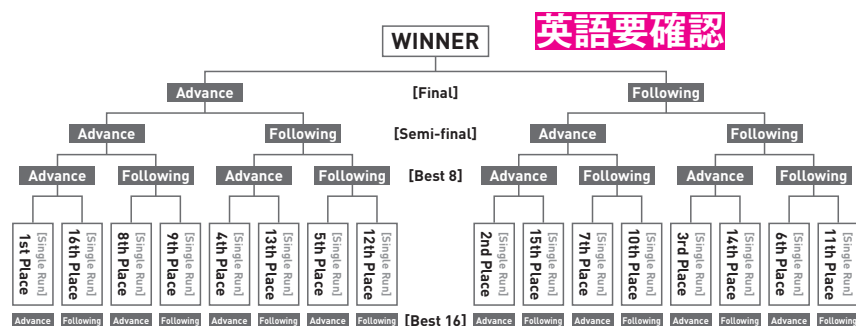 WINNER
英語要確認
Advance [Final] Following
Advance Following [Semi-final] Advance Following
Advance Following Advance Following [Best 8] Advance Following Advance Following
[Single Run] 1st Place
[Single Run] 16th Place
[Single Run] 8th Place
[Single Run] 9th Place
[Single Run] 4th Place
[Single Run] 13th Place
[Single Run] 5th Place
[Single Run] 12th Place
[Single Run] 2nd Place
[Single Run] 15th Place
[Single Run] 7th Place
[Single Run] 10th Place
[Single Run] 3rd Place
[Single Run] 14th Place
[Single Run] 6th Place
[Single Run] 11th Place
Advance Following Advance Following Advance Following Advance Following [Best 16] Advance Following Advance Following Advance Following Advance Following